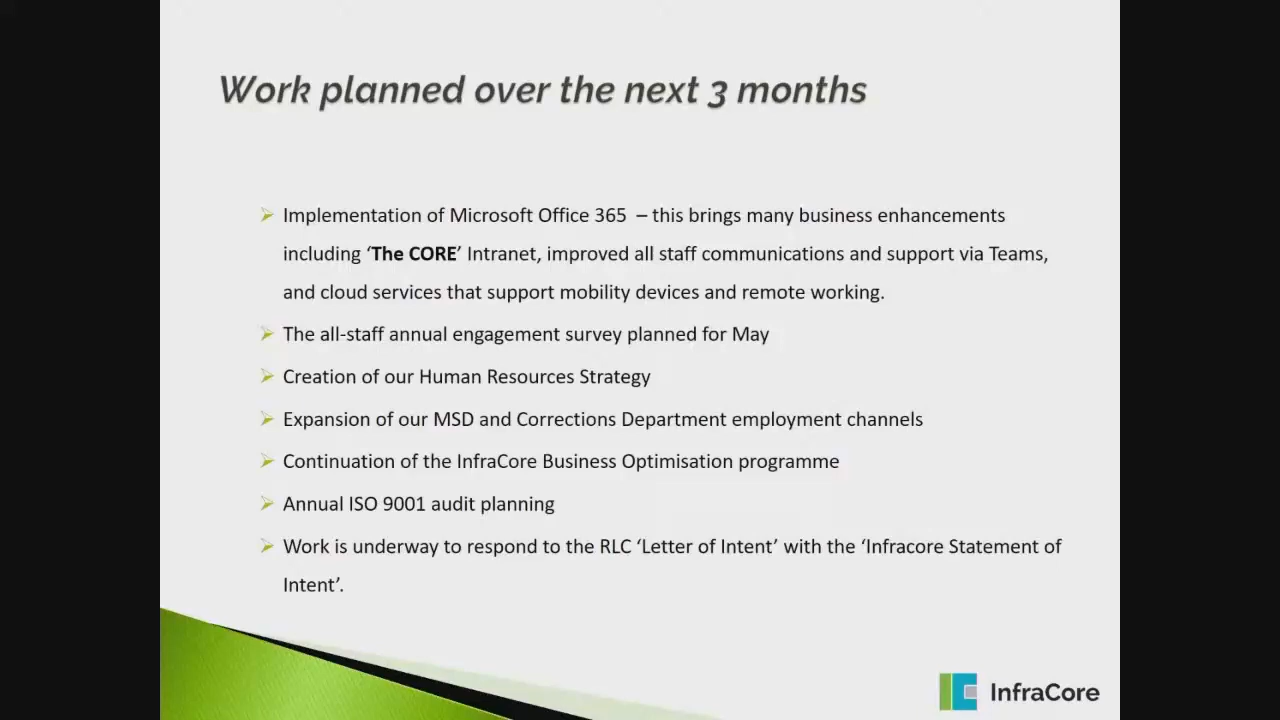 Work planned over the next 3 months
Implementation of Microsoft Office 365 – this brings many business enhancements
including ‘The CORE’ Intranet, improved all staff communications and support via Teams,
and cloud services that support mobility devices and remote working.
The all-staff annual engagement survey planned for May
Creation of our Human Resources Strategy
Expansion of our MSD and Corrections Department employment channels
Continuation of the InfraCore Business Optimisation programme
Annual ISO 9001 audit planning
Work is underway to respond to the RLC ‘Letter of Intent’ with the ‘Infracore Statement of
Intent’.
InfraCore